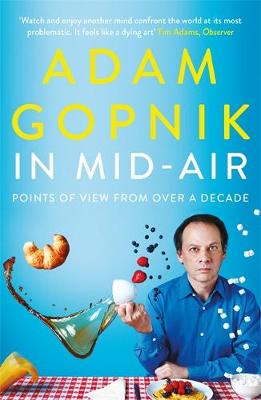 ‘Watch and enjoy another mind confront the world at its most
problematic. It feels like a dying art’ Tim Adams, Observer
ADAM
GOPNIK
IN MID-AIR
POINTS OF VIEW FROM OVER A DECADE